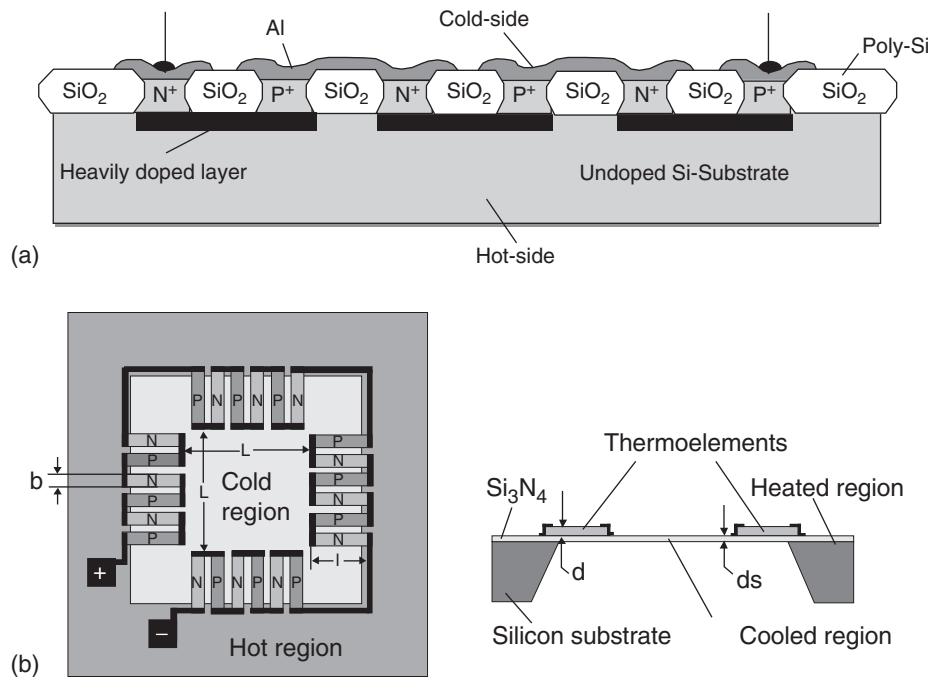 Al
Cold-side
Poly-Si
SiO2 N+ SiO2 P+ SiO2 N+ SiO2 P+ SiO2 N+ SiO2 P+ SiO2
Heavily doped layer
Undoped Si-Substrate
Hot-side
(a)
P N P N P N
N P N P N P
P N P N P N
b
L
L
Cold
region
l
N P N P N P
+
−
Hot region
(b)
Thermoelements
Si3N4
Heated region
d
ds
Silicon substrate
Cooled region